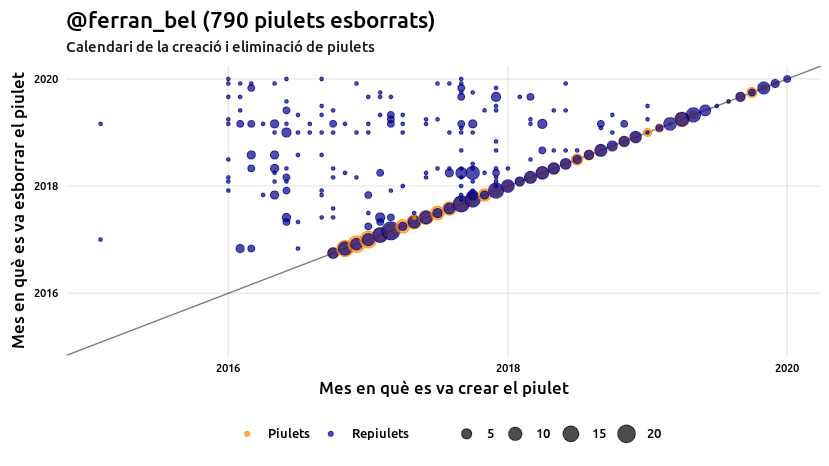 @ferran_bel (790 piulets esborrats)
Calendari de la creació i eliminació de piulets
Mes en què es va esborrar el piulet
2020
2018
2016
2016 2018 2020
Mes en què es va crear el piulet
Piulets Repiulets 5 10 15 20